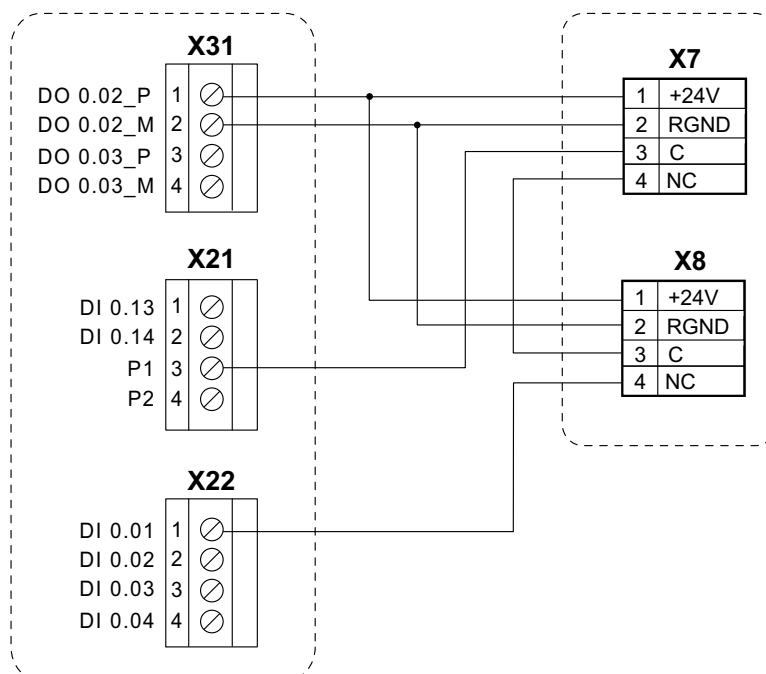 X31
DO 0.02_P 1
DO 0.02_M 2
DO 0.03_P 3
DO 0.03_M 4
X21
DI 0.13 1
DI 0.14 2
P1 3
P2 4
X22
DI 0.01 1
DI 0.02 2
DI 0.03 3
DI 0.04 4
X7
1 +24V
2 RGND
3 C
4 NC
X8
1 +24V
2 RGND
3 C
4 NC